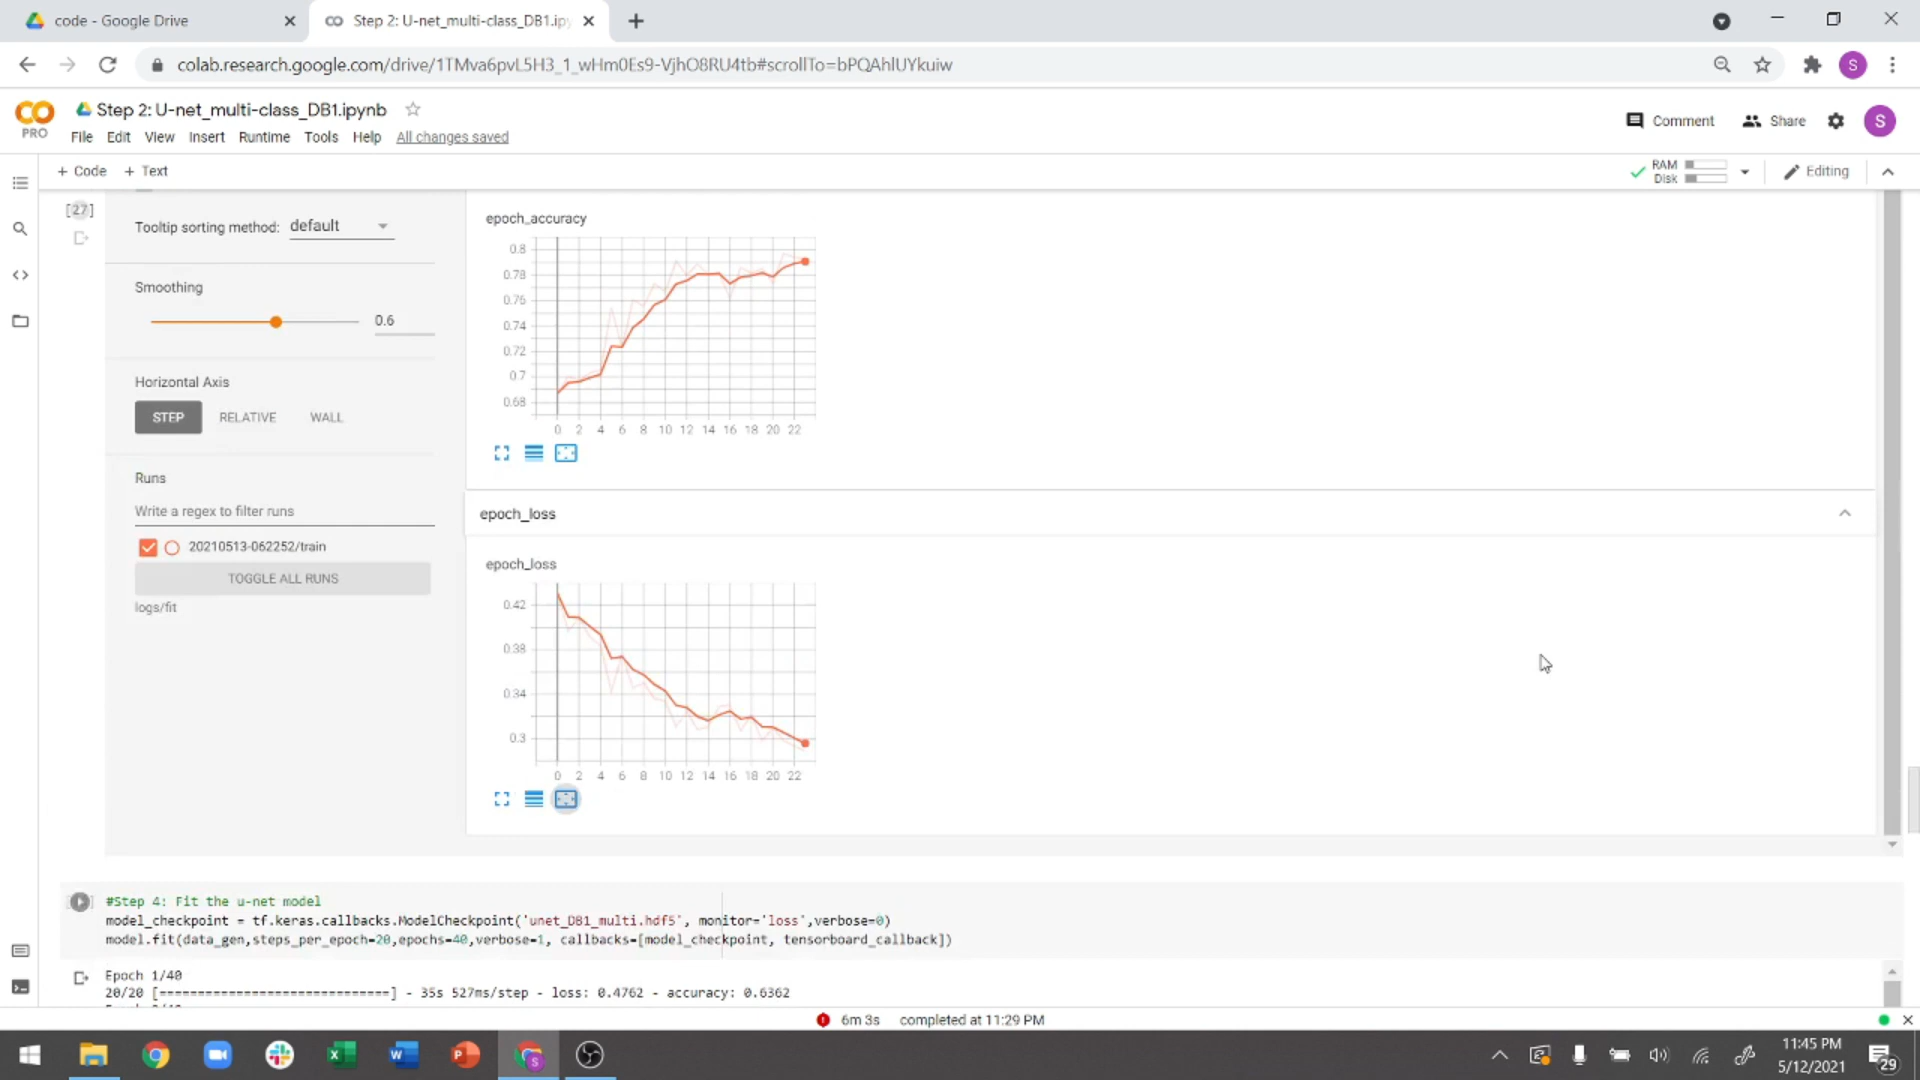 code - Google Drive
Step 2: U-net_multi-class_DB1.ip
colab.research.google.com/drive/1TMva6pvL5H3_1_wHm0Es9-VjhO8RU4tb#scrollTo=bPQAhlUYkuiw
S
CO PRO
Step 2: U-net_multi-class_DB1.ipynb
Comment
Share
S
File Edit View Insert Runtime Tools Help All changes saved
+ Code + Text
RAM
Disk
Editing
[27]
Tooltip sorting method: default
Smoothing
0.6
Horizontal Axis
STEP RELATIVE WALL
Runs
Write a regex to filter runs
20210513-062252/train
TOGGLE ALL RUNS
logs/fit
epoch_accuracy
0.8
0.78
0.76
0.74
0.72
0.7
0.68
0 2 4 6 8 10 12 14 16 18 20 22
epoch_loss
epoch_loss
0.42
0.38
0.34
0.3
0 2 4 6 8 10 12 14 16 18 20 22
#Step 4: Fit the u-net model
model_checkpoint = tf.keras.callbacks.ModelCheckpoint('unet_DB1_multi.hdf5', monitor='loss',verbose=0)
model.fit(data_gen,steps_per_epoch=20,epochs=40,verbose=1, callbacks=[model_checkpoint, tensorboard_callback])
Epoch 1/40
20/20 [==============================] - 35s 527ms/step - loss: 0.4762 - accuracy: 0.6362
6m 3s completed at 11:29 PM
11:45 PM
5/12/2021
29